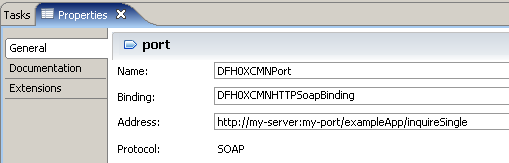 Tasks Properties
General
Documentation
Extensions
port
Name: DFH0XCMNPort
Binding: DFH0XCMNHTTPSoapBinding
Address: http://my-server:my-port/exampleApp/inquireSingle
Protocol: SOAP